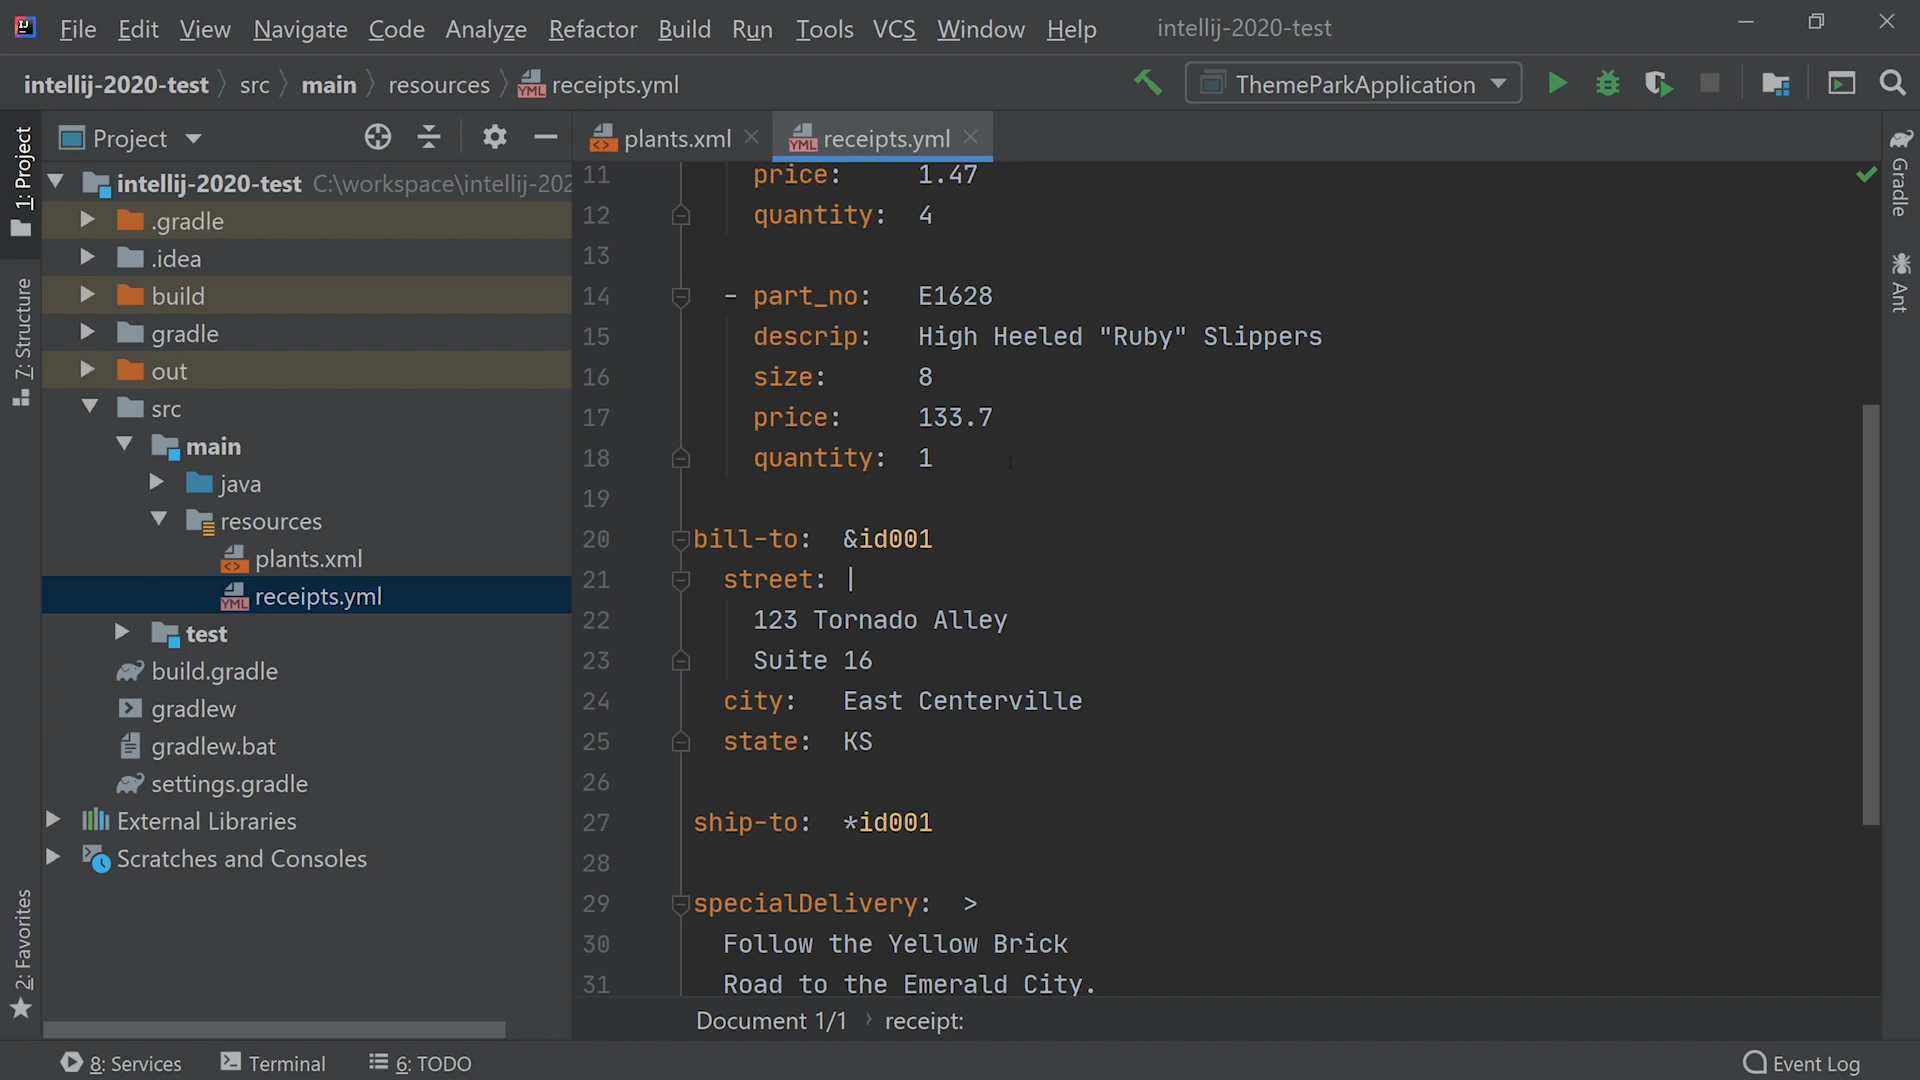 File Edit View Navigate Code Analyze Refactor Build Run Tools VCS Window Help intellij-2020-test
intellij-2020-test src main resources receipts.yml ThemeParkApplication
1: Project
7: Structure
2: Favorites
Project
intellij-2020-test C:\workspace\intellij-202
.gradle
.idea
build
gradle
out
src
main
java
resources
plants.xml
receipts.yml
test
build.gradle
gradlew
gradlew.bat
settings.gradle
External Libraries
Scratches and Consoles
plants.xml receipts.yml
11 price: 1.47
12 quantity: 4
13
14 - part_no: E1628
15 descrip: High Heeled "Ruby" Slippers
16 size: 8
17 price: 133.7
18 quantity: 1
19
20 bill-to: &id001
21 street: |
22 123 Tornado Alley
23 Suite 16
24 city: East Centerville
25 state: KS
26
27 ship-to: *id001
28
29 specialDelivery: >
30 Follow the Yellow Brick
31 Road to the Emerald City.
Document 1/1 › receipt:
Gradle
Ant
8: Services Terminal 6: TODO Event Log